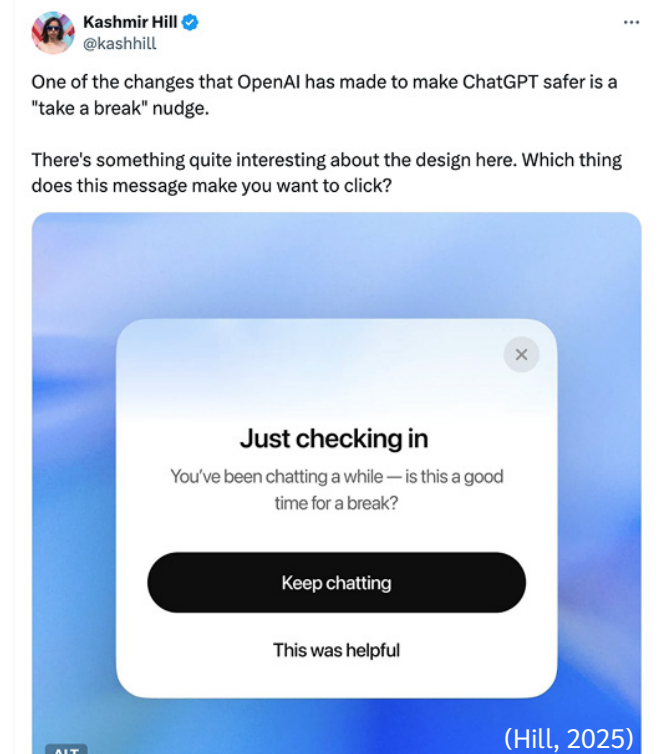 Kashmir Hill
@kashhill
One of the changes that OpenAI has made to make ChatGPT safer is a
"take a break" nudge.
There's something quite interesting about the design here. Which thing
does this message make you want to click?
Just checking in
You've been chatting a while — is this a good
time for a break?
Keep chatting
This was helpful
ALT
(Hill, 2025)